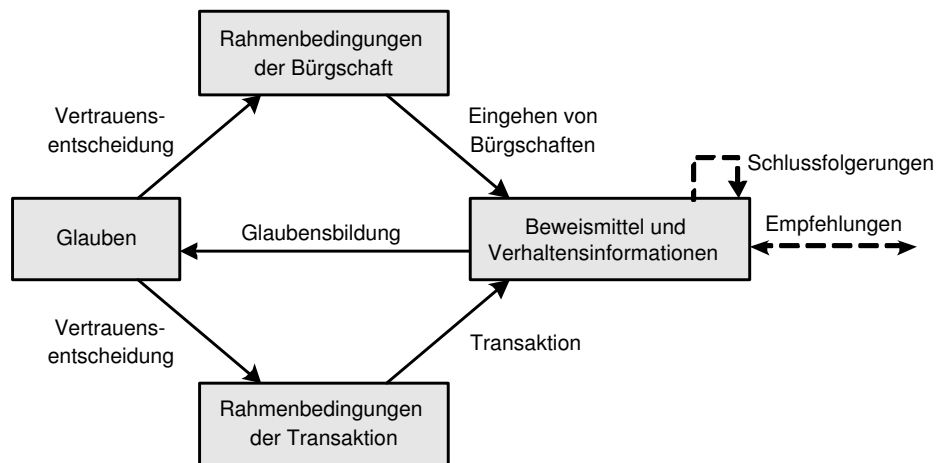 Rahmenbedingungen
der Bürgschaft
Vertrauens-
entscheidung
Eingehen von
Bürgschaften
Schlussfolgerungen
Glauben
Glaubensbildung
Beweismittel und
Verhaltensinformationen
Empfehlungen
Vertrauens-
entscheidung
Transaktion
Rahmenbedingungen
der Transaktion